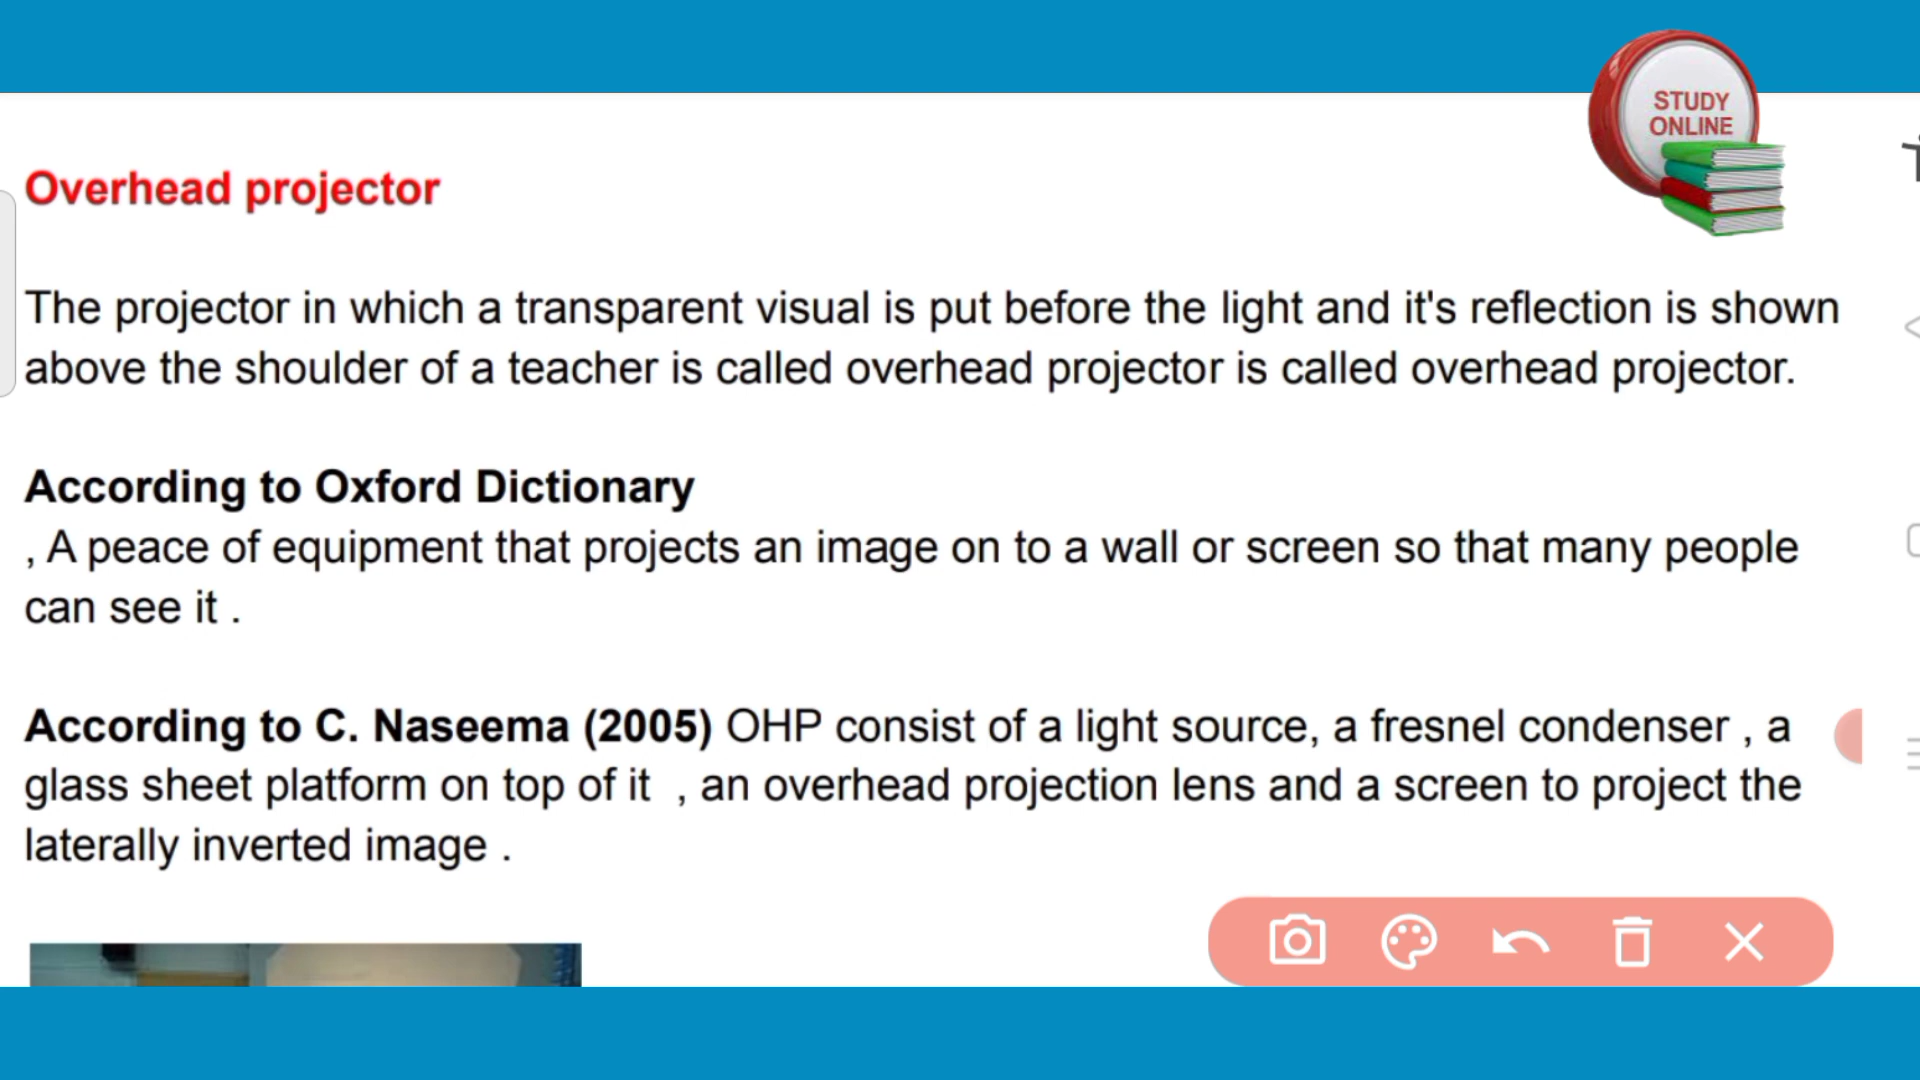 STUDY
ONLINE
Overhead projector
The projector in which a transparent visual is put before the light and it's reflection is shown
above the shoulder of a teacher is called overhead projector is called overhead projector.
According to Oxford Dictionary
, A peace of equipment that projects an image on to a wall or screen so that many people
can see it .
According to C. Naseema (2005) OHP consist of a light source, a fresnel condenser , a
glass sheet platform on top of it , an overhead projection lens and a screen to project the
laterally inverted image .